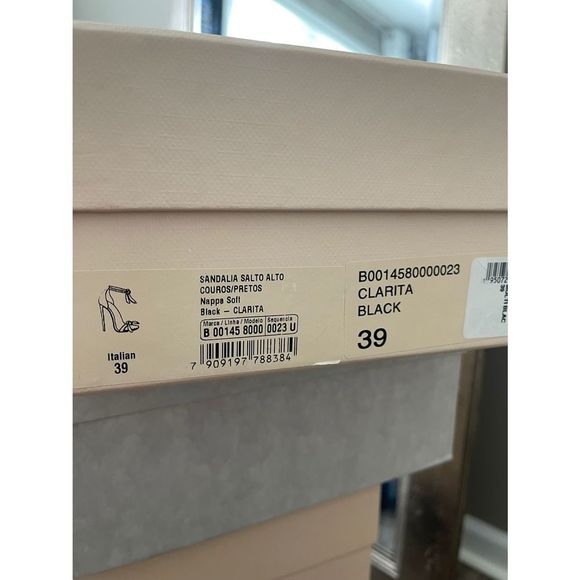 Italian
39
SANDALIA SALTO ALTO
COUROS/PRETOS
Nappa Soft
Black - CLARITA
Marca / Linha / Modelo Sequencia
B 00145 8000 0023 U
7 909197 788384
B0014580000023
CLARITA
BLACK
39
39